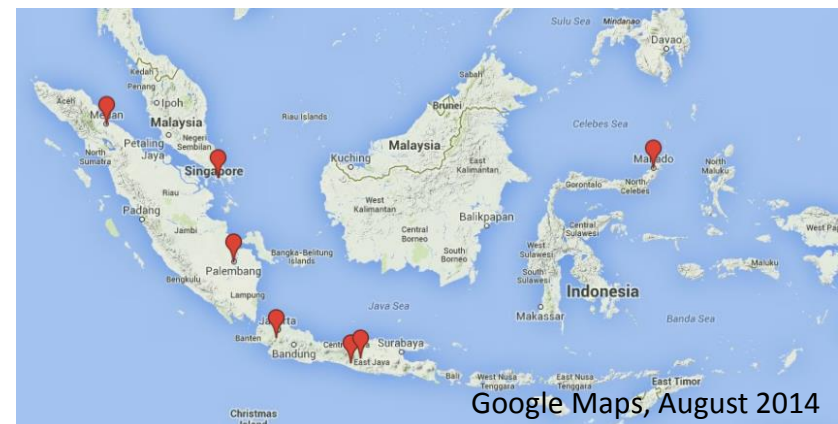 Sulu Sea
Mindanao
Davao
Kedah
Penang
Aceh
Ipoh
Sabah
Medan
Brunei
Riau Islands
Celebes Sea
Malaysia
Malaysia
Petaling
Jaya
Negeri
Sembilan
North
Sumatra
Kuching
East
Kalimantan
Manado
North
Maluku
Singapore
Gorontalo
North
Celebes
Riau
West
Kalimantan
Padang
Balikpapan
Central
Sulawesi
West Pap
Jambi
Central
Borneo
West
Sulawesi
Bangka-Belitung
Islands
South
Borneo
Palembang
Maluku
Bengkulu
South
Sulawesi
Indonesia
Lampung
Java Sea
Makassar
Banda Sea
Jakarta
Banten
Bandung
Surabaya
East Java
Bali
West Nusa
Tenggara
East Nusa
Tenggara
East Timor
Christmas
Island
Google Maps, August 2014